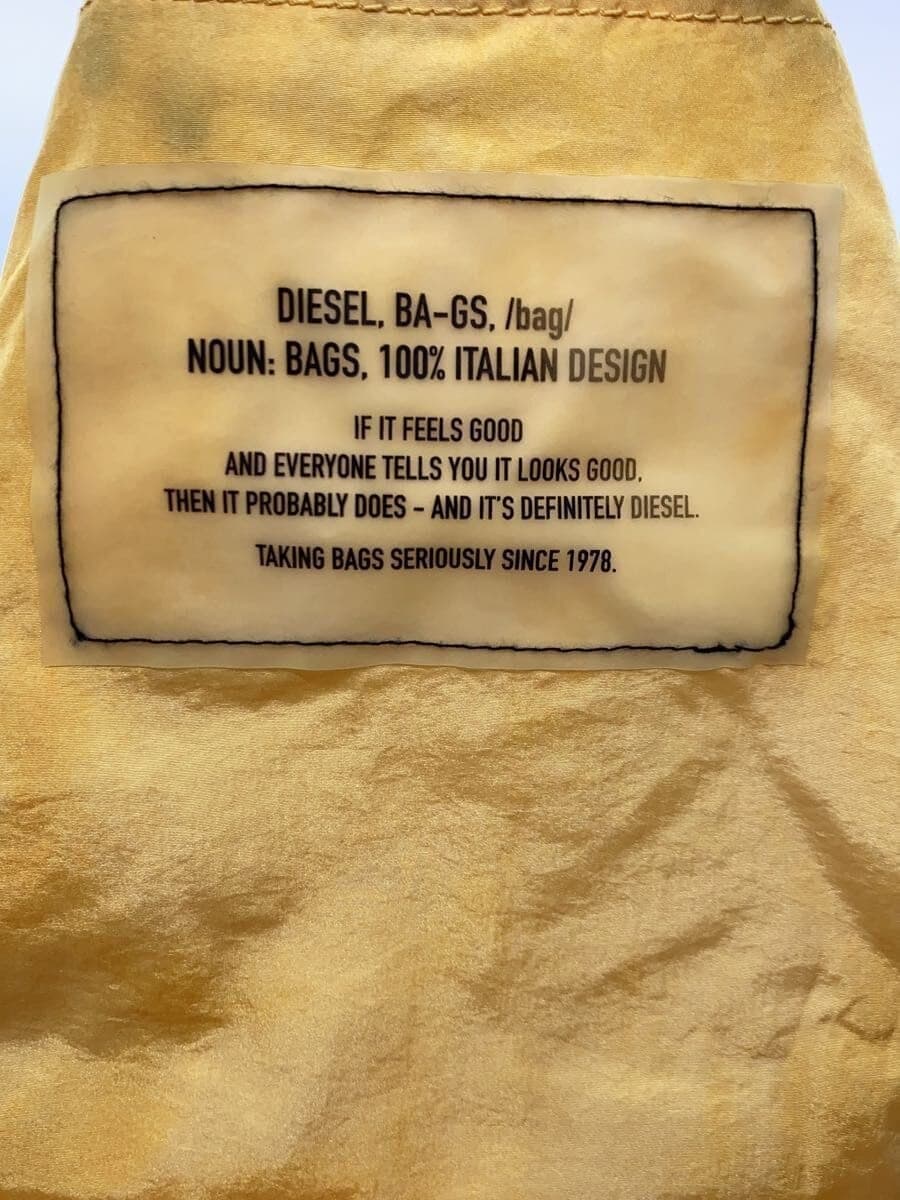 DIESEL, BA-GS, /bag/
NOUN: BAGS, 100% ITALIAN DESIGN
IF IT FEELS GOOD
AND EVERYONE TELLS YOU IT LOOKS GOOD,
THEN IT PROBABLY DOES - AND IT'S DEFINITELY DIESEL.
TAKING BAGS SERIOUSLY SINCE 1978.